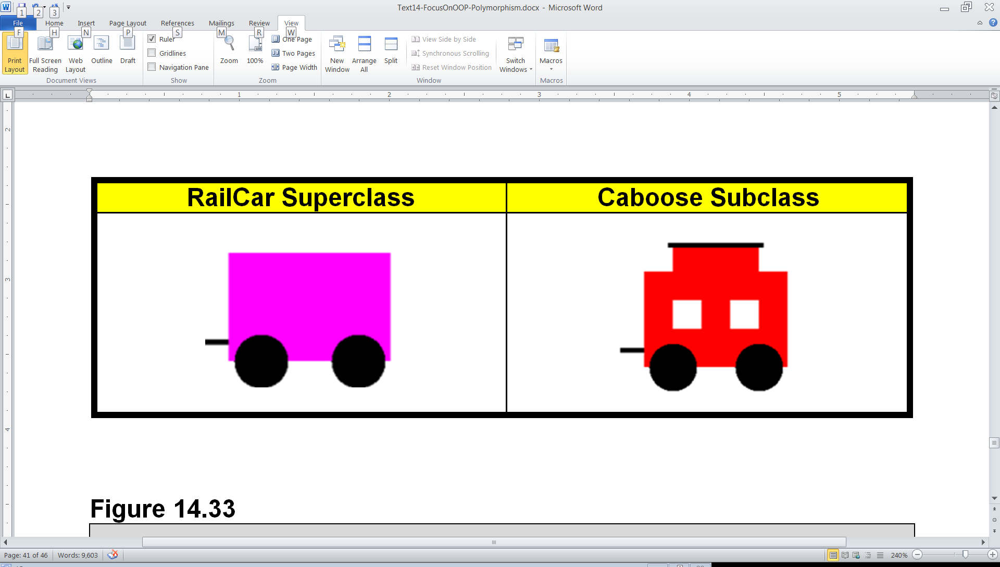 Text14-FocusOnOOP-Polymorphism.docx - Microsoft Word
1 2 3
File Home Insert Page Layout References Mailings Review View
F H N P S M R W
Print Layout
Full Screen Reading
Web Layout
Outline
Draft
Document Views
Ruler
Gridlines
Navigation Pane
Show
Zoom
100%
One Page
Two Pages
Page Width
Zoom
New Window
Arrange All
Split
View Side by Side
Synchronous Scrolling
Reset Window Position
Switch Windows
Window
Macros
Macros
1 2 3 4 5
2
3
4
RailCar Superclass
Caboose Subclass
Figure 14.33
Page: 41 of 46 Words: 9,603 240%